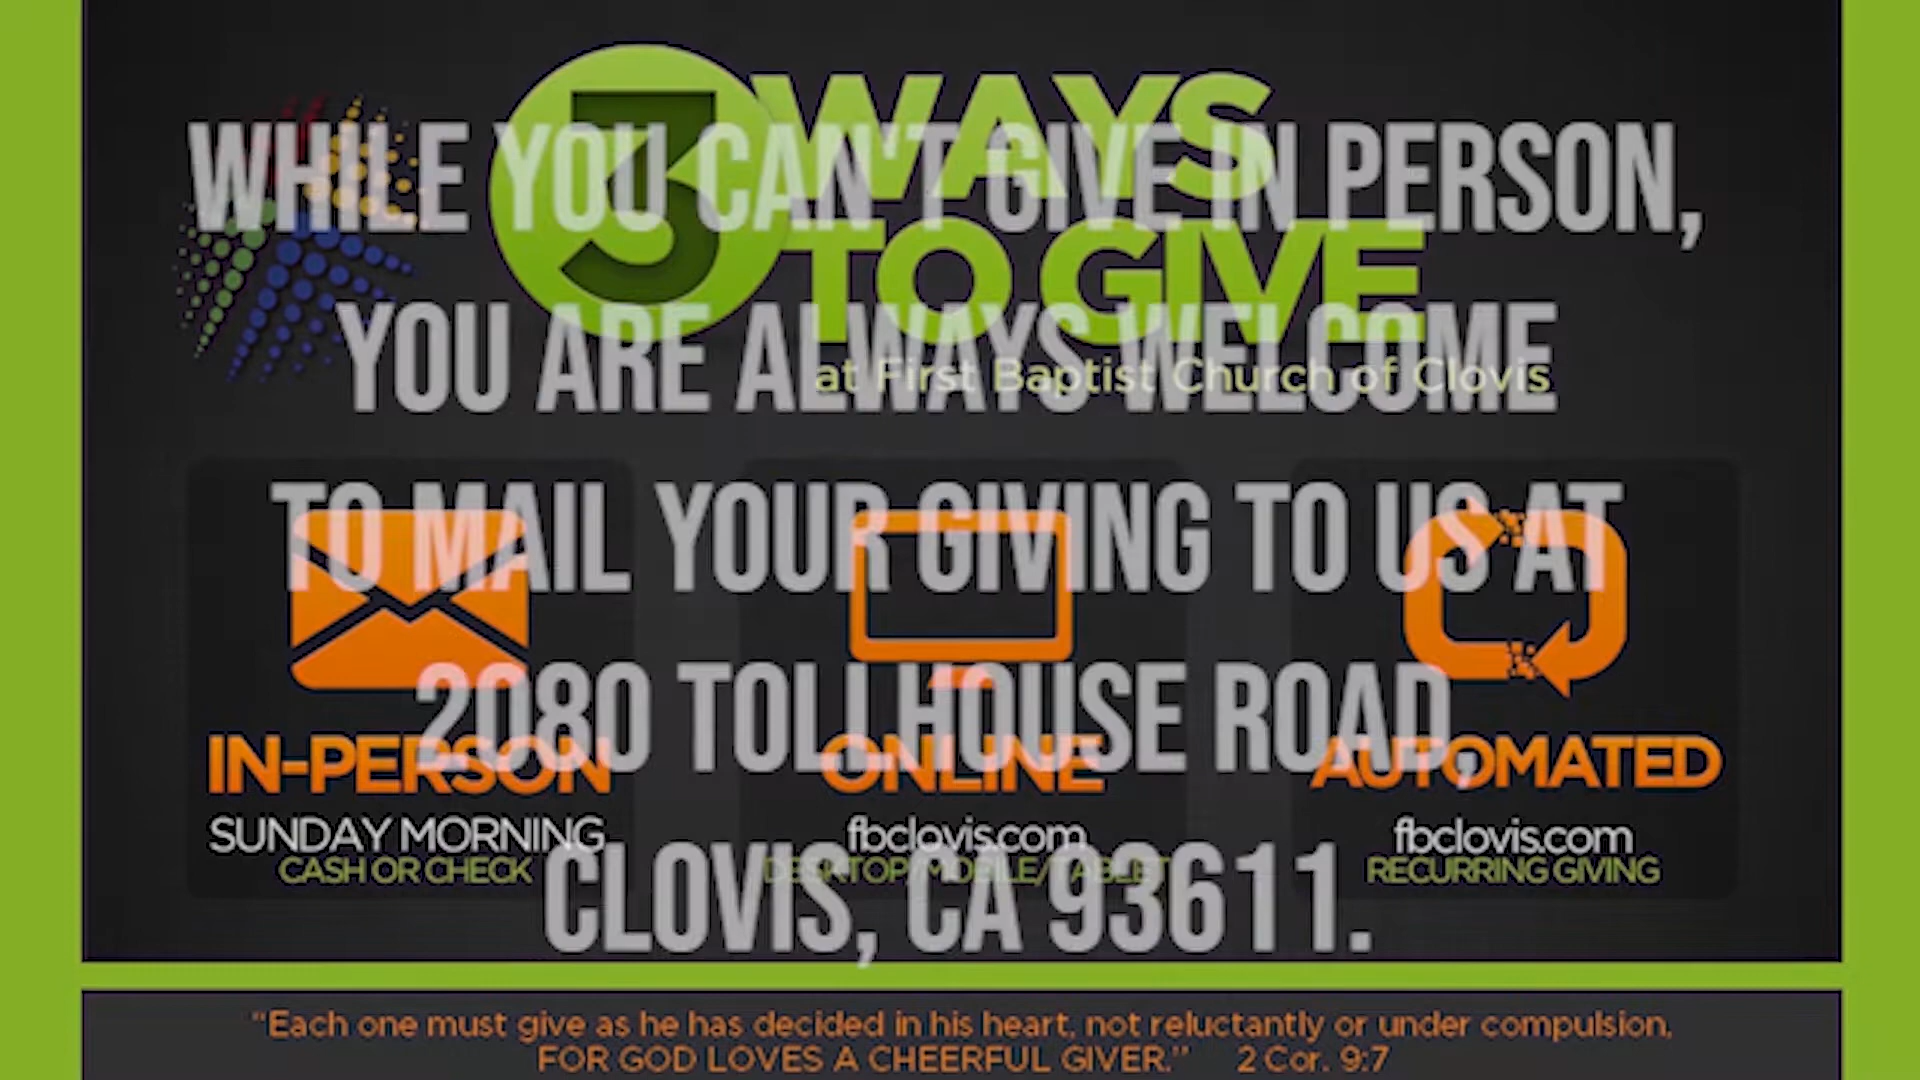 3 WAYS
TO GIVE
at First Baptist Church of Clovis
WHILE YOU CAN'T GIVE IN PERSON,
YOU ARE ALWAYS WELCOME
TO MAIL YOUR GIVING TO US AT
2080 TOLLHOUSE ROAD,
CLOVIS, CA 93611.
IN-PERSON
SUNDAY MORNING
CASH OR CHECK
ONLINE
fbclovis.com
DESKTOP/MOBILE/TABLET
AUTOMATED
fbclovis.com
RECURRING GIVING
"Each one must give as he has decided in his heart, not reluctantly or under compulsion,
FOR GOD LOVES A CHEERFUL GIVER." 2 Cor. 9:7